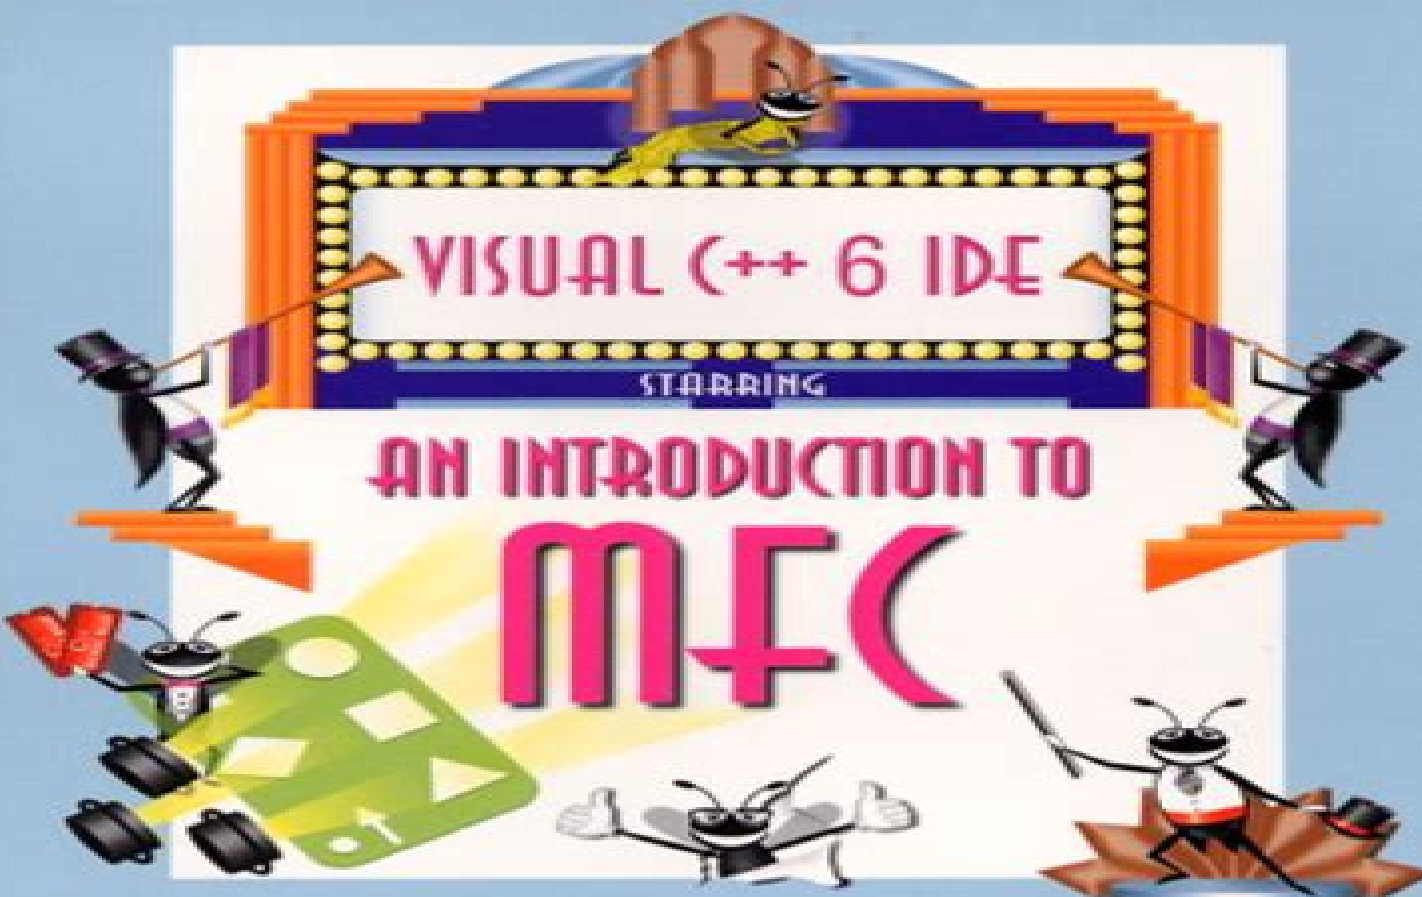 VISUAL C++ 6 IDE
STARRING
AN INTRODUCTION TO
MFC